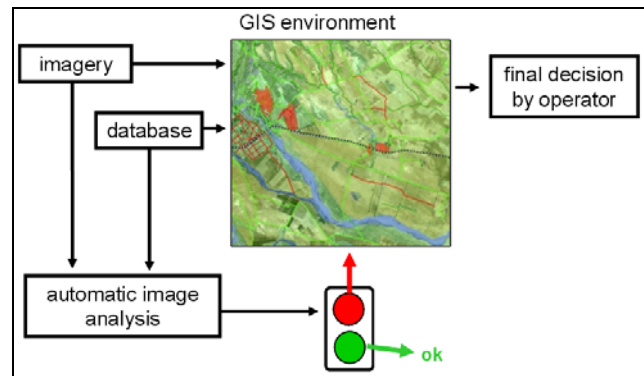 GIS environment
imagery
database
final decision
by operator
automatic image
analysis
ok